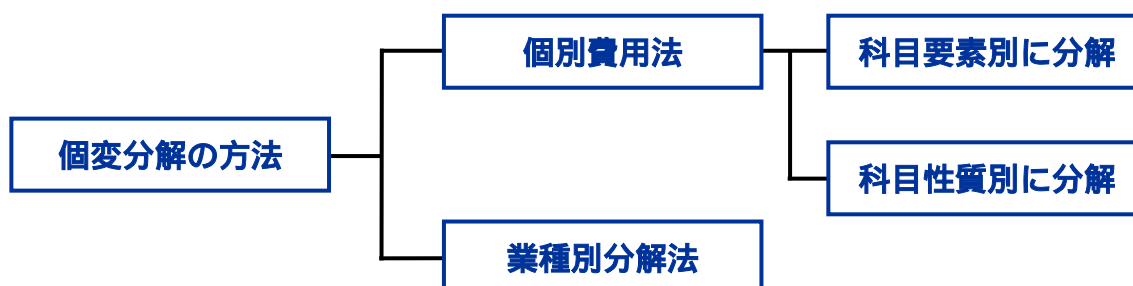 個別費用法
科目要素別に分解
個変分解の方法
科目性質別に分解
業種別分解法